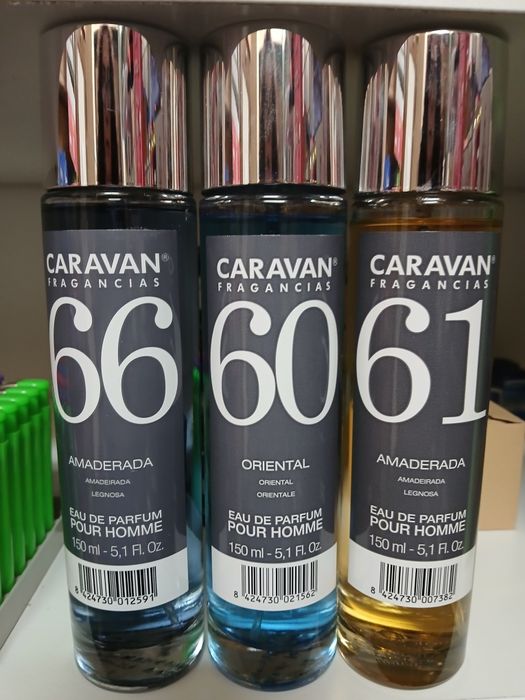 CARAVAN®
FRAGANCIAS
66
AMADERADA
AMADEIRADA
LEGNOSA
EAU DE PARFUM
POUR HOMME
150 ml - 5,1 Fl. Oz.
8 424730 012591
CARAVAN®
FRAGANCIAS
60
ORIENTAL
ORIENTAL
ORIENTALE
EAU DE PARFUM
POUR HOMME
150 ml - 5,1 Fl. Oz.
8 424730 021562
CARAVAN®
FRAGANCIAS
61
AMADERADA
AMADEIRADA
LEGNOSA
EAU DE PARFUM
POUR HOMME
150 ml - 5,1 Fl. Oz.
8 424730 007382